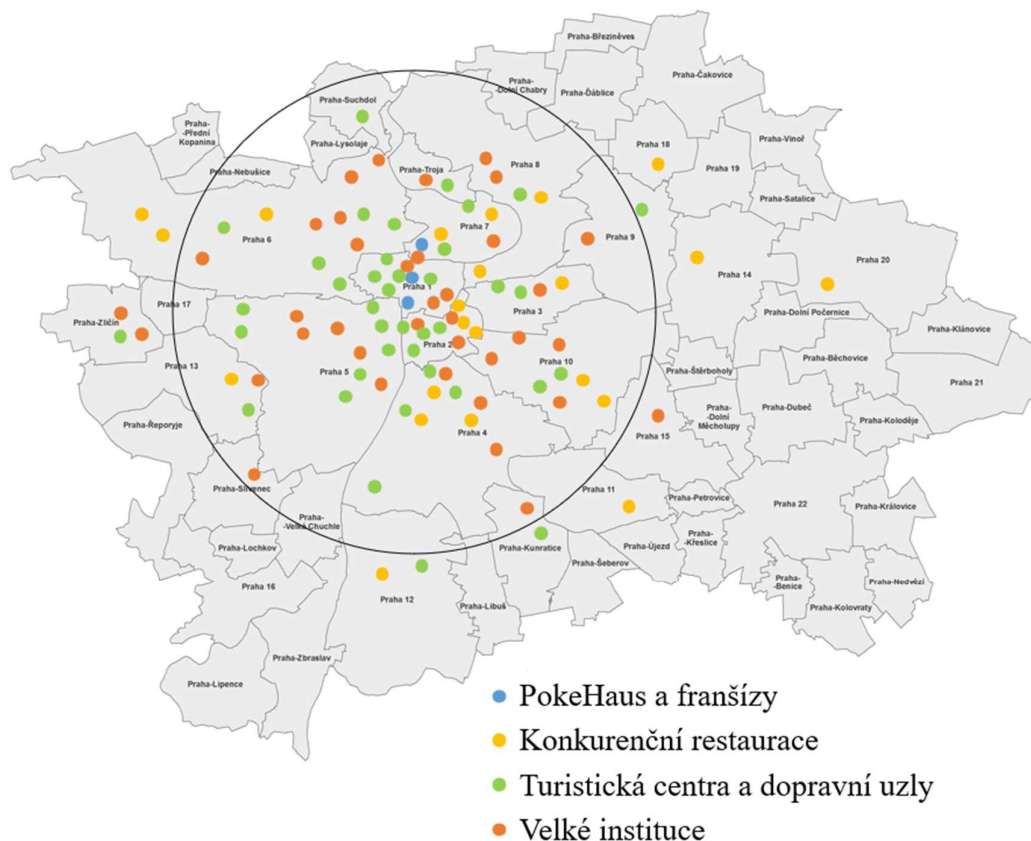 Praha-Březiněves
Praha-Čakovice
Praha-
-Dolní Chabry
Praha-
-Ďáblice
Praha-Suchdol
Praha-
-Přední
Kopanina
Praha-Lysolaje
Praha-Vinoř
Praha 18
Praha-Nebušice
Praha-Troja
Praha 8
Praha 19
Praha-Satalice
Praha 6
Praha 7
Praha 9
Praha 14
Praha 20
Praha 1
Praha 17
Praha 3
Praha-Dolní Počernice
Praha-Zličín
Praha-Klánovice
Praha 2
Praha 13
Praha 5
Praha 10
Praha-Běchovice
Praha-Štěrboholy
Praha 21
Praha-Řeporyje
Praha 4
Praha-
-Dolní
Měcholupy
Praha-Dubeč
Praha-Koloděje
Praha 15
Praha-Slivenec
Praha 11
Praha-Petrovice
Praha 22
Praha-Královice
Praha-
-Velká Chuchle
Praha-Lochkov
Praha-Kunratice
Praha-Újezd
Praha-
-Křeslice
Praha-Šeberov
Praha 16
Praha 12
Praha-Libuš
Praha-
-Benice
Praha-Nedvězí
Praha-Kolovraty
Praha-Zbraslav
Praha-Lipence
PokeHaus a franšízy
Konkurenční restaurace
Turistická centra a dopravní uzly
Velké instituce